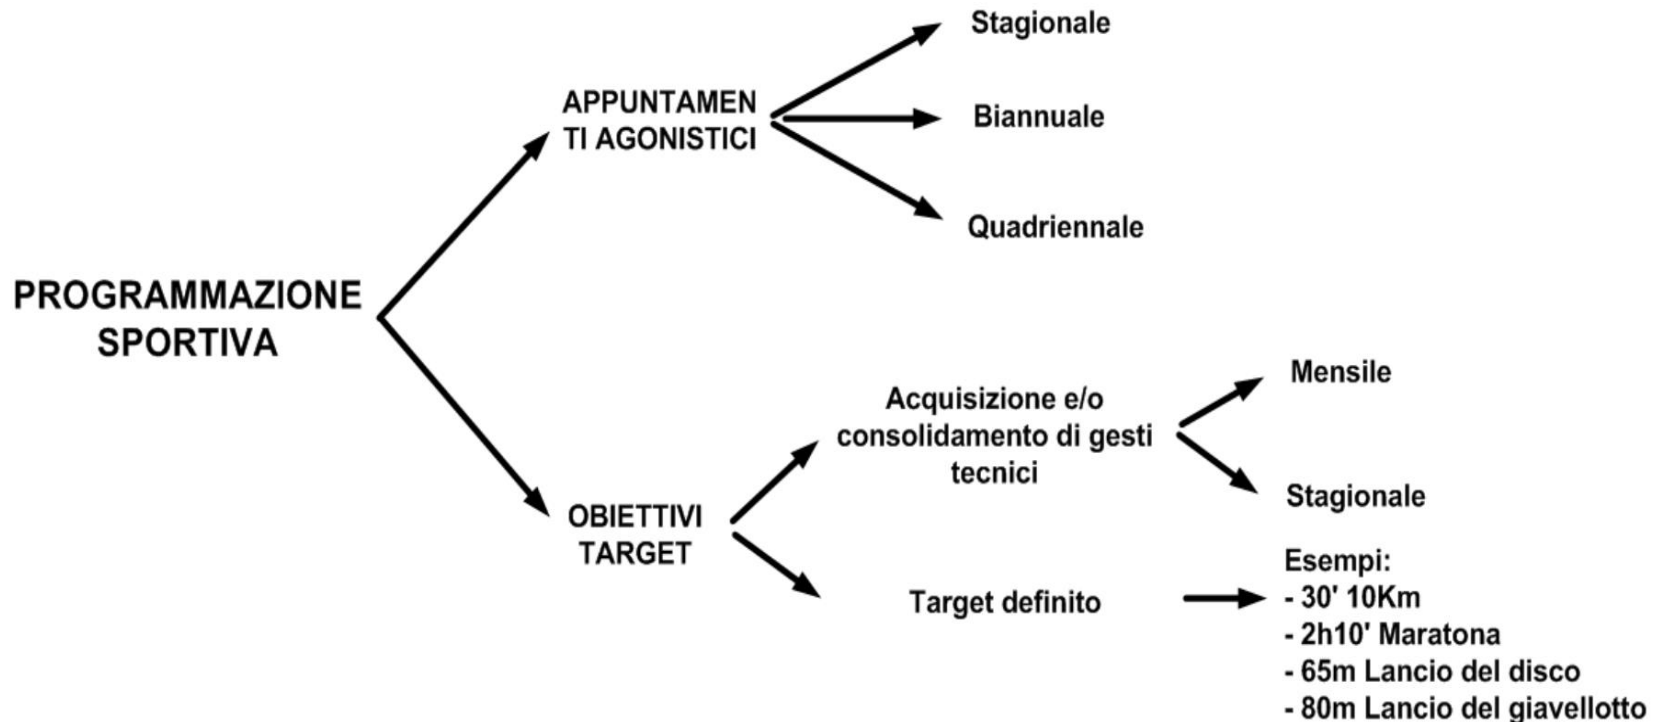 PROGRAMMAZIONE
SPORTIVA
APPUNTAMEN
TI AGONISTICI
Stagionale
Biannuale
Quadriennale
OBIETTIVI
TARGET
Acquisizione e/o
consolidamento di gesti
tecnici
Mensile
Stagionale
Target definito
Esempi:
- 30' 10Km
- 2h10' Maratona
- 65m Lancio del disco
- 80m Lancio del giavellotto